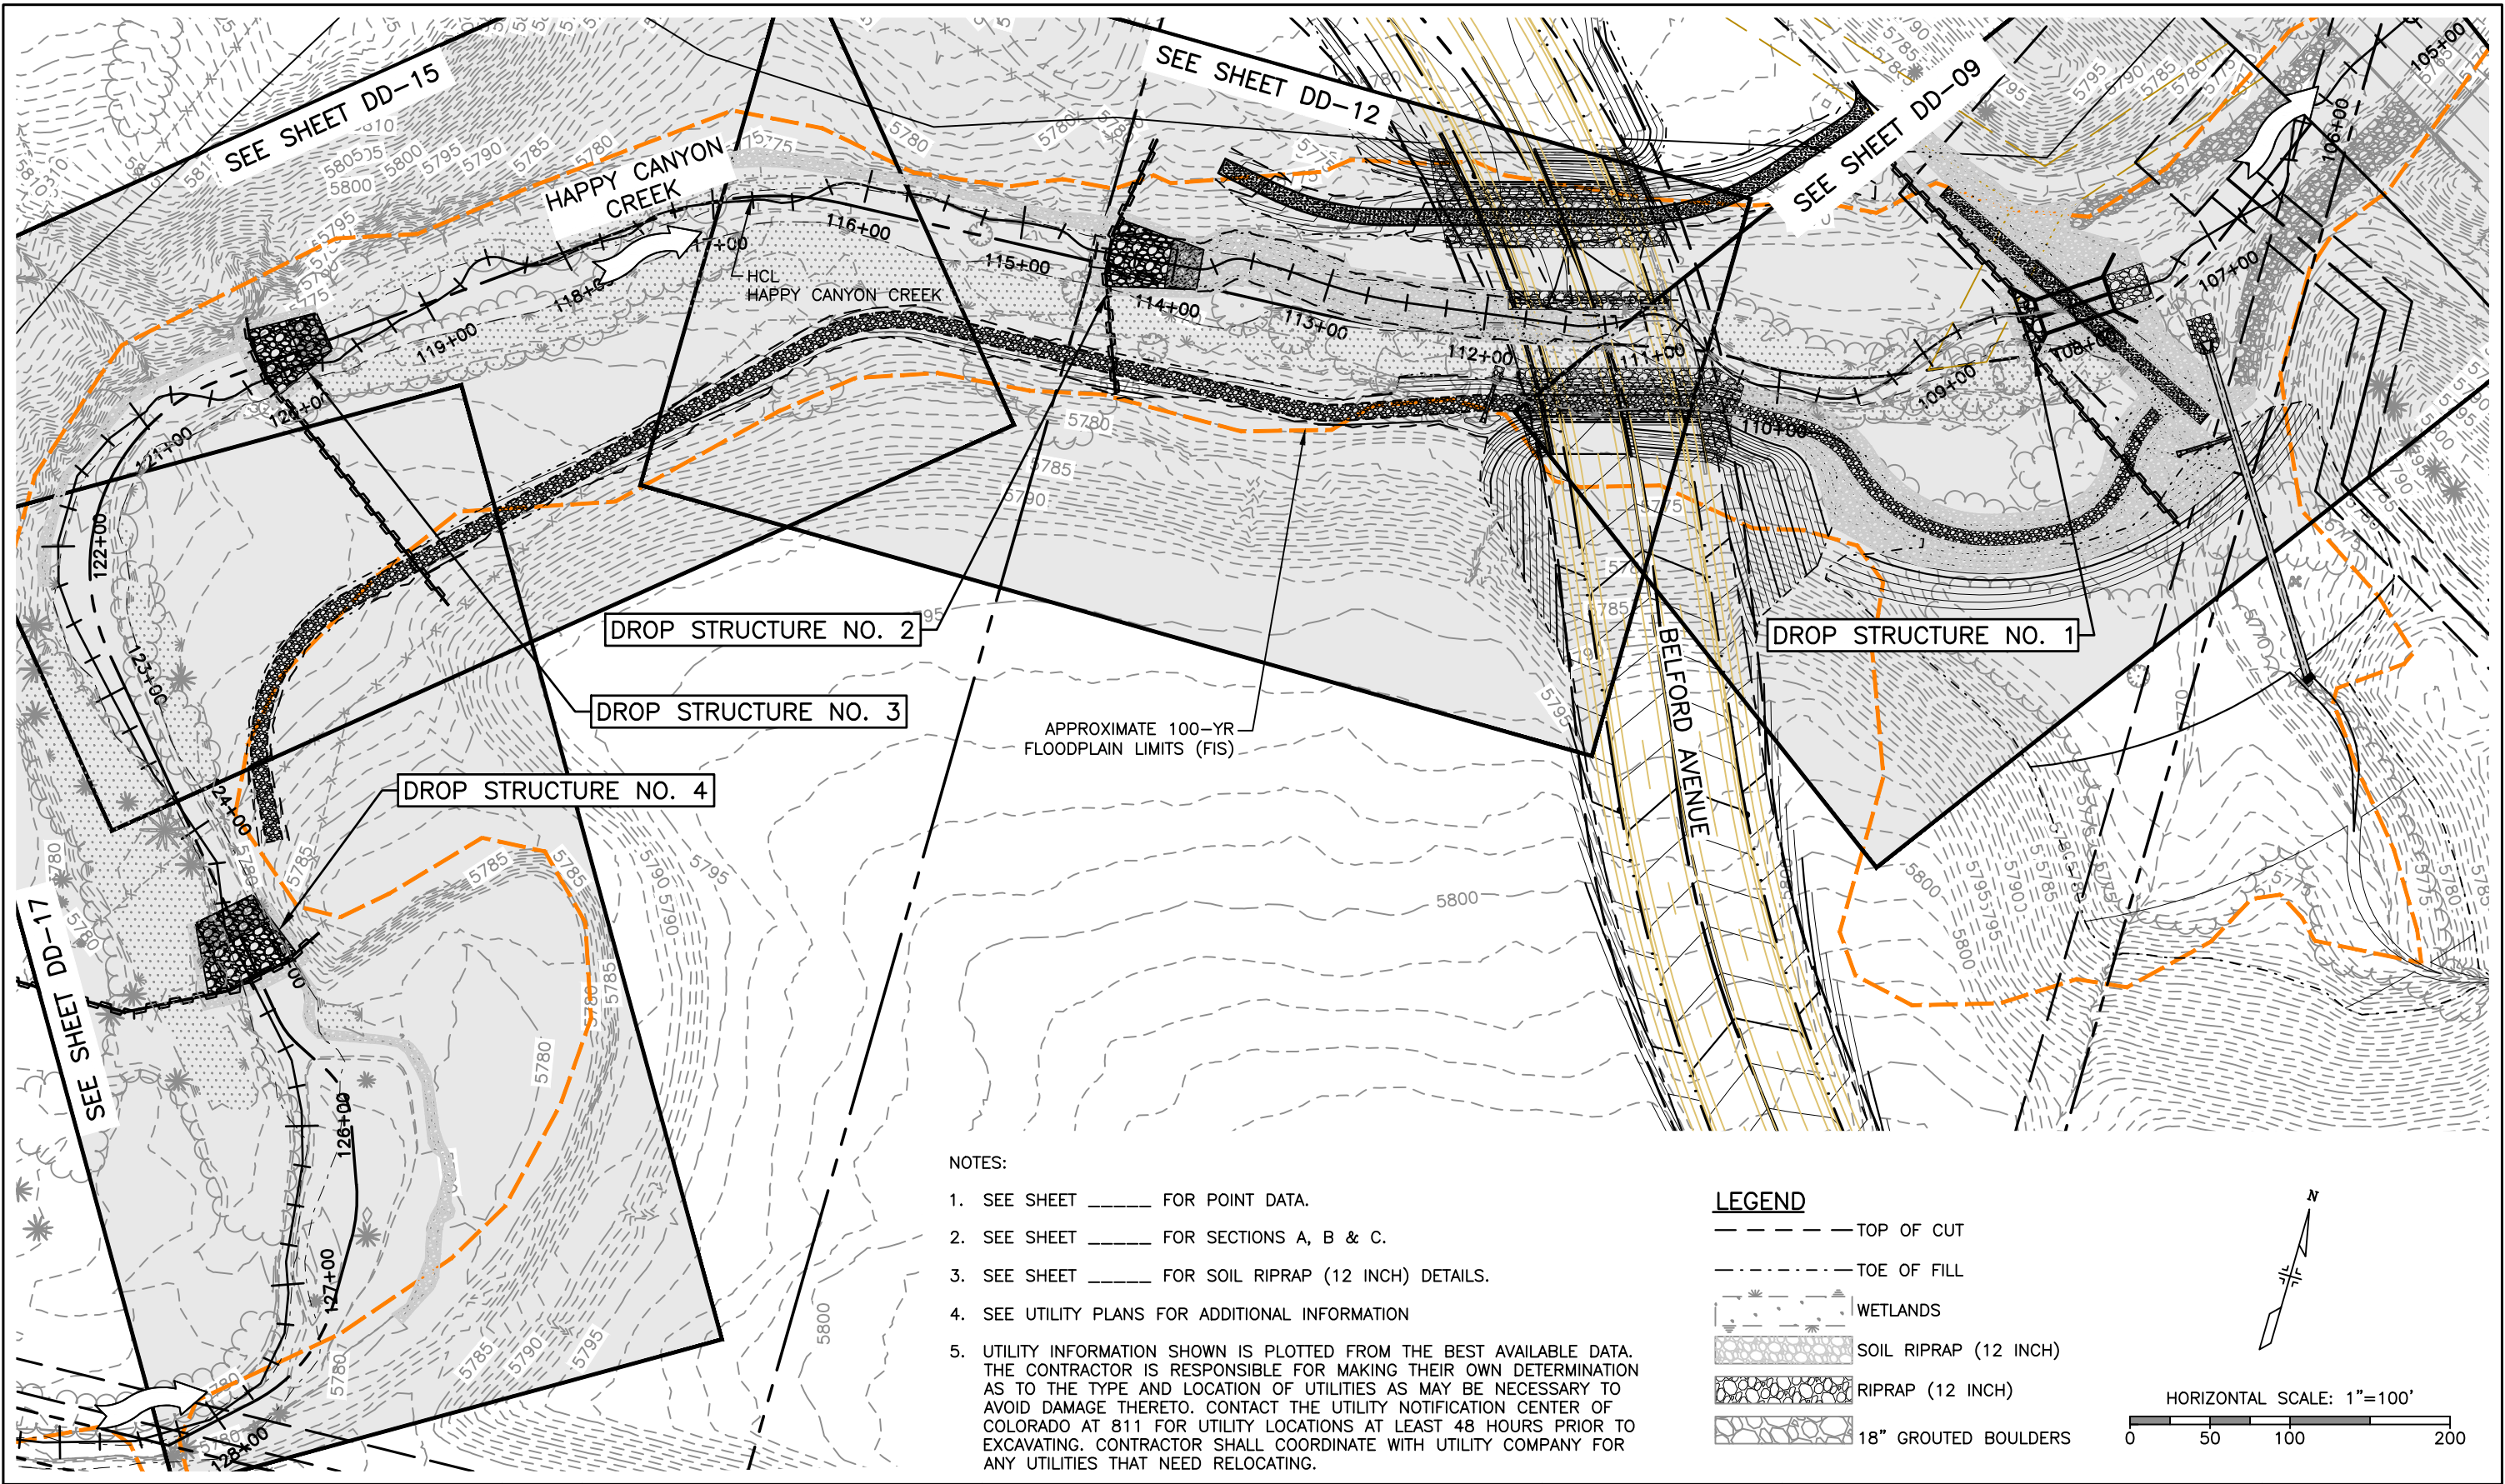 SEE SHEET DD-15
SEE SHEET DD-12
SEE SHEET DD-09
SEE SHEET DD-17
HAPPY CANYON
CREEK
HCL
HAPPY CANYON CREEK
105+00
106+00
107+00
108+00
109+00
110+00
111+00
112+00
113+00
114+00
115+00
116+00
119+00
121+00
122+00
123+00
24+00
126+00
127+00
128+00
5800
5795
5790
5785
5780
5775
DROP STRUCTURE NO. 2
DROP STRUCTURE NO. 3
DROP STRUCTURE NO. 4
DROP STRUCTURE NO. 1
APPROXIMATE 100-YR
FLOODPLAIN LIMITS (FIS)
BELFORD AVENUE
NOTES:
1. SEE SHEET _____ FOR POINT DATA.
2. SEE SHEET _____ FOR SECTIONS A, B & C.
3. SEE SHEET _____ FOR SOIL RIPRAP (12 INCH) DETAILS.
4. SEE UTILITY PLANS FOR ADDITIONAL INFORMATION
5. UTILITY INFORMATION SHOWN IS PLOTTED FROM THE BEST AVAILABLE DATA.
THE CONTRACTOR IS RESPONSIBLE FOR MAKING THEIR OWN DETERMINATION
AS TO THE TYPE AND LOCATION OF UTILITIES AS MAY BE NECESSARY TO
AVOID DAMAGE THERETO. CONTACT THE UTILITY NOTIFICATION CENTER OF
COLORADO AT 811 FOR UTILITY LOCATIONS AT LEAST 48 HOURS PRIOR TO
EXCAVATING. CONTRACTOR SHALL COORDINATE WITH UTILITY COMPANY FOR
ANY UTILITIES THAT NEED RELOCATING.
LEGEND
TOP OF CUT
TOE OF FILL
WETLANDS
SOIL RIPRAP (12 INCH)
RIPRAP (12 INCH)
18" GROUTED BOULDERS
N
HORIZONTAL SCALE: 1"=100'
0 50 100 200